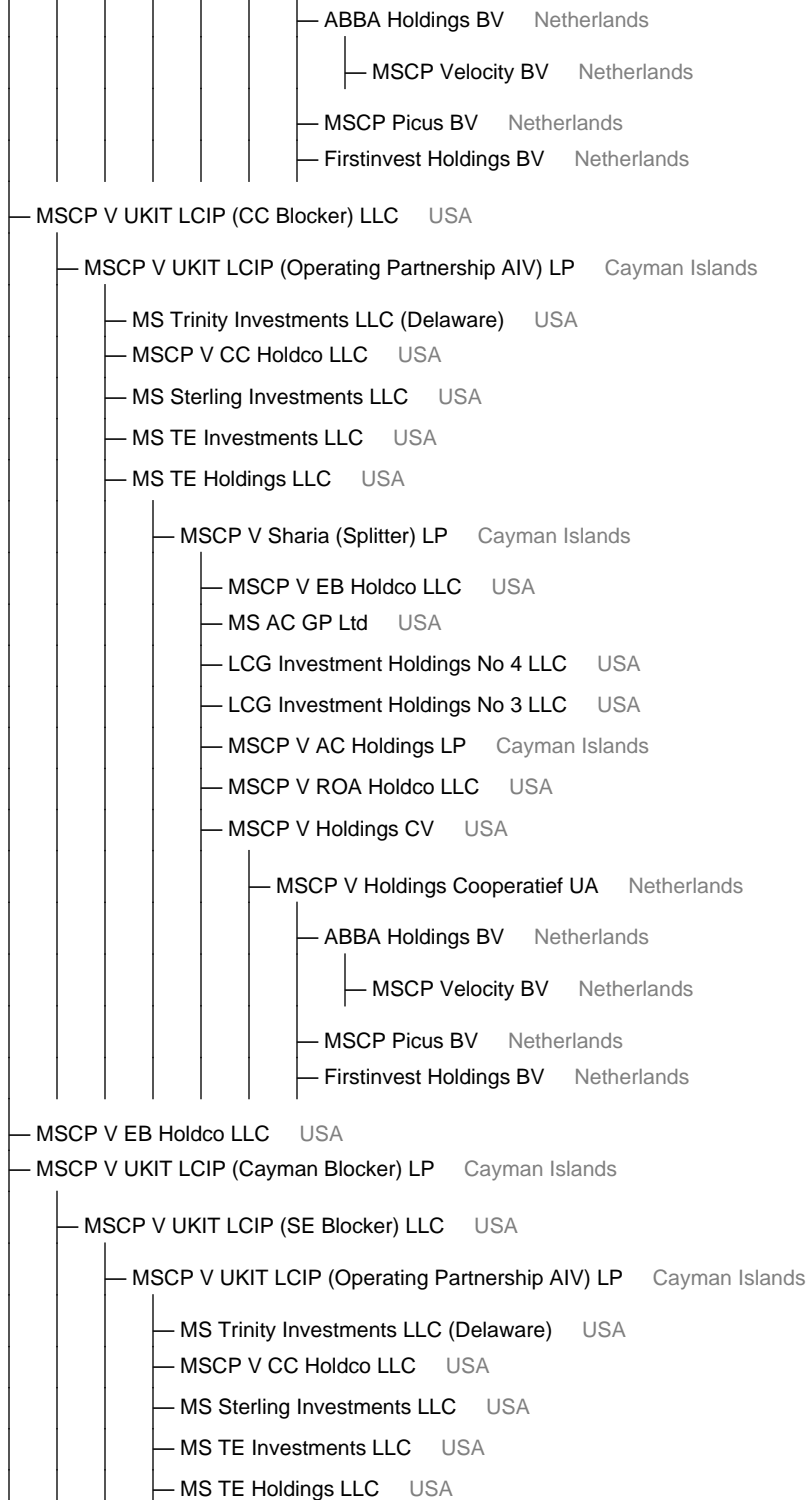 ABBA Holdings BV Netherlands
MSCP Velocity BV Netherlands
MSCP Picus BV Netherlands
Firstinvest Holdings BV Netherlands
MSCP V UKIT LCIP (CC Blocker) LLC USA
MSCP V UKIT LCIP (Operating Partnership AIV) LP Cayman Islands
MS Trinity Investments LLC (Delaware) USA
MSCP V CC Holdco LLC USA
MS Sterling Investments LLC USA
MS TE Investments LLC USA
MS TE Holdings LLC USA
MSCP V Sharia (Splitter) LP Cayman Islands
MSCP V EB Holdco LLC USA
MS AC GP Ltd USA
LCG Investment Holdings No 4 LLC USA
LCG Investment Holdings No 3 LLC USA
MSCP V AC Holdings LP Cayman Islands
MSCP V ROA Holdco LLC USA
MSCP V Holdings CV USA
MSCP V Holdings Cooperatief UA Netherlands
ABBA Holdings BV Netherlands
MSCP Velocity BV Netherlands
MSCP Picus BV Netherlands
Firstinvest Holdings BV Netherlands
MSCP V EB Holdco LLC USA
MSCP V UKIT LCIP (Cayman Blocker) LP Cayman Islands
MSCP V UKIT LCIP (SE Blocker) LLC USA
MSCP V UKIT LCIP (Operating Partnership AIV) LP Cayman Islands
MS Trinity Investments LLC (Delaware) USA
MSCP V CC Holdco LLC USA
MS Sterling Investments LLC USA
MS TE Investments LLC USA
MS TE Holdings LLC USA